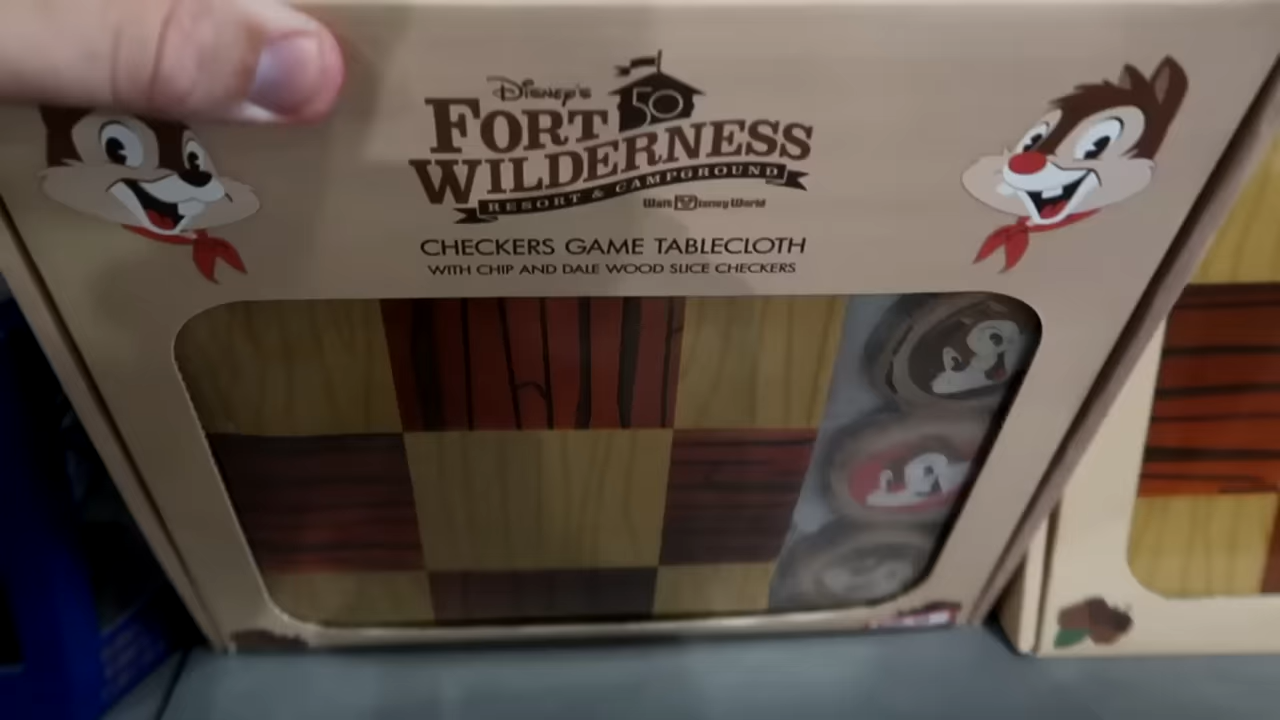 Disney's
50
FORT
WILDERNESS
RESORT & CAMPGROUND
Walt Disney World
CHECKERS GAME TABLECLOTH
WITH CHIP AND DALE WOOD SLICE CHECKERS